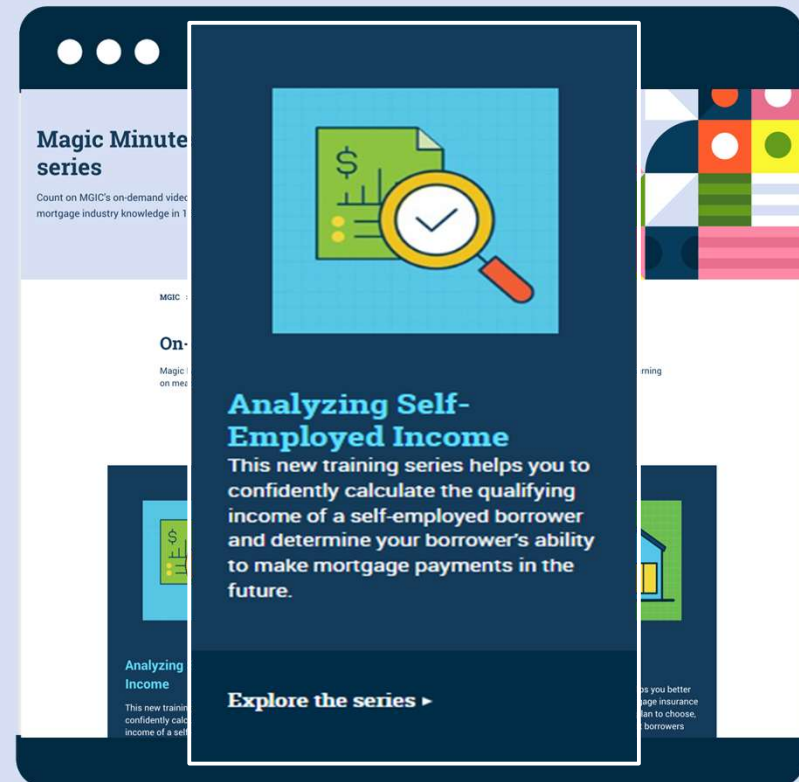 Magic Minute
series
Count on MGIC's on-demand video
mortgage industry knowledge in 1
MGIC
On-
Magic
on mea
rning
$
Analyzing Self-
Employed Income
This new training series helps you to
confidently calculate the qualifying
income of a self-employed borrower
and determine your borrower's ability
to make mortgage payments in the
future.
Explore the series ▸
$
Analyzing
Income
This new trainin
confidently calc
income of a self
ps you better
gage insurance
lan to choose,
borrowers